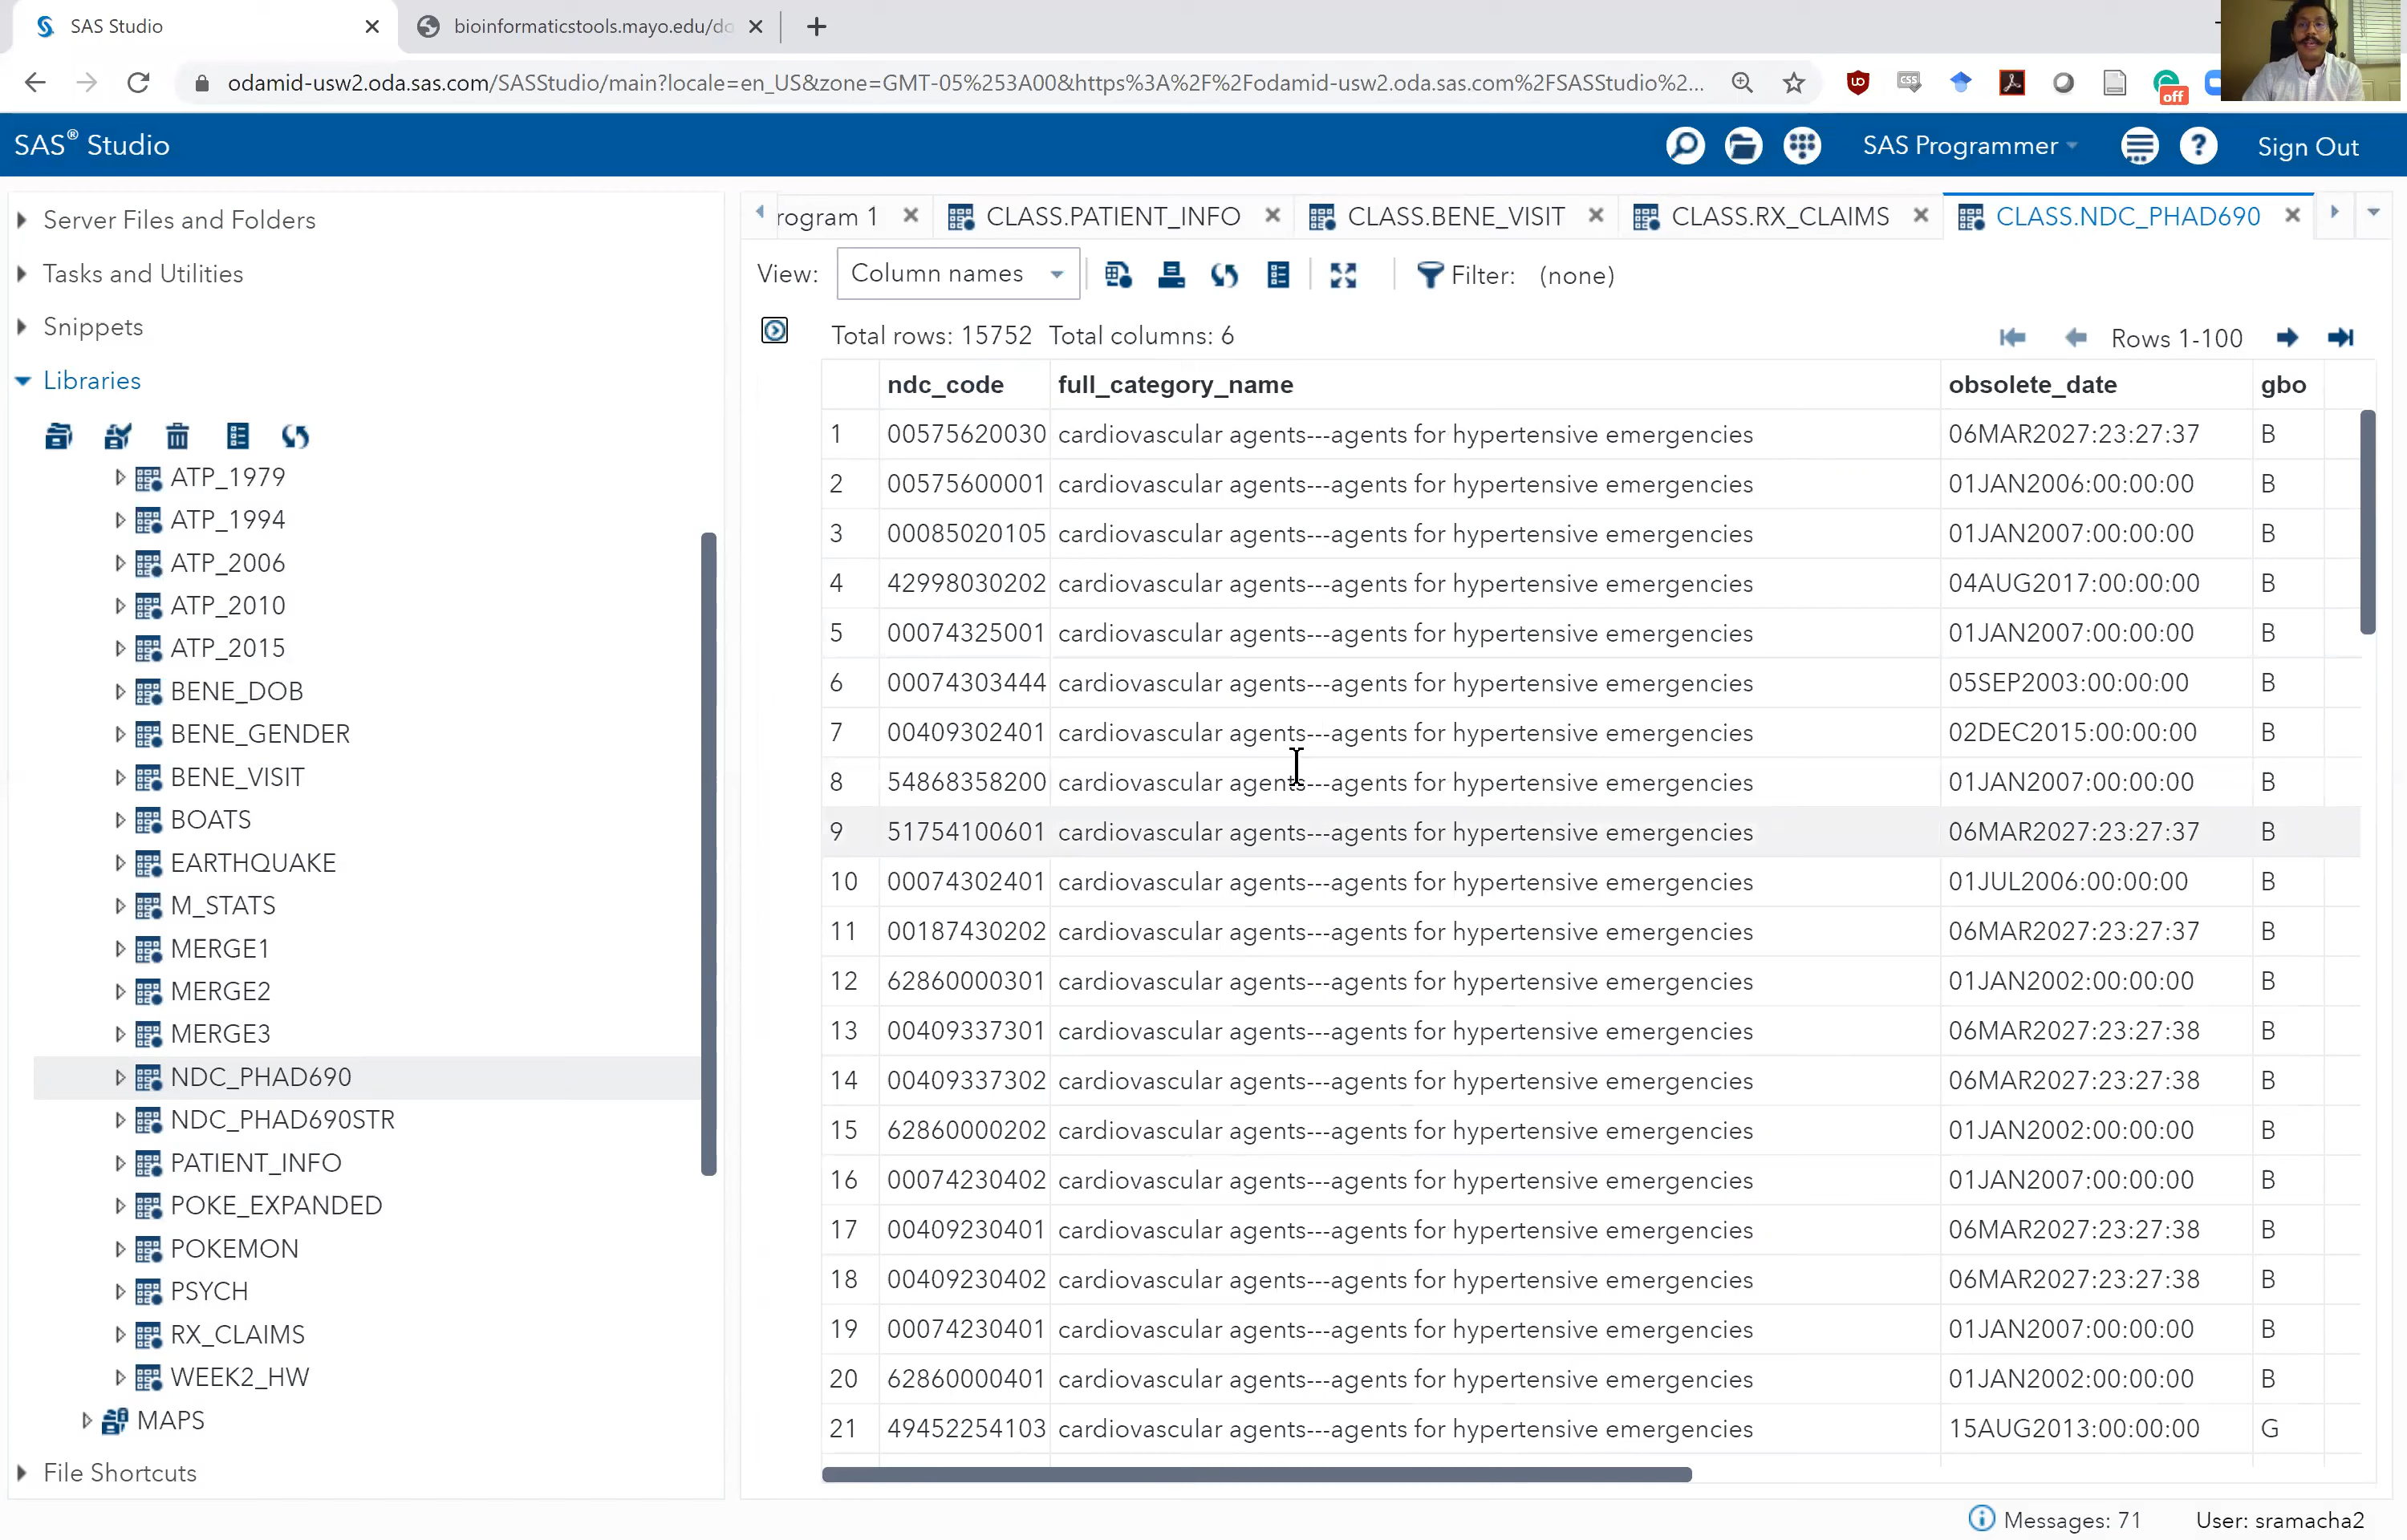 SAS Studio
bioinformaticstools.mayo.edu/do
odamid-usw2.oda.sas.com/SASStudio/main?locale=en_US&zone=GMT-05%253A00&https%3A%2F%2Fodamid-usw2.oda.sas.com%2FSASStudio%2...
CSS
off
SAS® Studio
SAS Programmer
?
Sign Out
Server Files and Folders
Tasks and Utilities
Snippets
Libraries
ATP_1979
ATP_1994
ATP_2006
ATP_2010
ATP_2015
BENE_DOB
BENE_GENDER
BENE_VISIT
BOATS
EARTHQUAKE
M_STATS
MERGE1
MERGE2
MERGE3
NDC_PHAD690
NDC_PHAD690STR
PATIENT_INFO
POKE_EXPANDED
POKEMON
PSYCH
RX_CLAIMS
WEEK2_HW
MAPS
File Shortcuts
rogram 1 CLASS.PATIENT_INFO CLASS.BENE_VISIT CLASS.RX_CLAIMS CLASS.NDC_PHAD690
View: Column names Filter: (none)
Total rows: 15752 Total columns: 6 Rows 1-100
ndc_code full_category_name obsolete_date gbo
1 00575620030 cardiovascular agents---agents for hypertensive emergencies 06MAR2027:23:27:37 B
2 00575600001 cardiovascular agents---agents for hypertensive emergencies 01JAN2006:00:00:00 B
3 00085020105 cardiovascular agents---agents for hypertensive emergencies 01JAN2007:00:00:00 B
4 42998030202 cardiovascular agents---agents for hypertensive emergencies 04AUG2017:00:00:00 B
5 00074325001 cardiovascular agents---agents for hypertensive emergencies 01JAN2007:00:00:00 B
6 00074303444 cardiovascular agents---agents for hypertensive emergencies 05SEP2003:00:00:00 B
7 00409302401 cardiovascular agents---agents for hypertensive emergencies 02DEC2015:00:00:00 B
8 54868358200 cardiovascular agents---agents for hypertensive emergencies 01JAN2007:00:00:00 B
9 51754100601 cardiovascular agents---agents for hypertensive emergencies 06MAR2027:23:27:37 B
10 00074302401 cardiovascular agents---agents for hypertensive emergencies 01JUL2006:00:00:00 B
11 00187430202 cardiovascular agents---agents for hypertensive emergencies 06MAR2027:23:27:37 B
12 62860000301 cardiovascular agents---agents for hypertensive emergencies 01JAN2002:00:00:00 B
13 00409337301 cardiovascular agents---agents for hypertensive emergencies 06MAR2027:23:27:38 B
14 00409337302 cardiovascular agents---agents for hypertensive emergencies 06MAR2027:23:27:38 B
15 62860000202 cardiovascular agents---agents for hypertensive emergencies 01JAN2002:00:00:00 B
16 00074230402 cardiovascular agents---agents for hypertensive emergencies 01JAN2007:00:00:00 B
17 00409230401 cardiovascular agents---agents for hypertensive emergencies 06MAR2027:23:27:38 B
18 00409230402 cardiovascular agents---agents for hypertensive emergencies 06MAR2027:23:27:38 B
19 00074230401 cardiovascular agents---agents for hypertensive emergencies 01JAN2007:00:00:00 B
20 62860000401 cardiovascular agents---agents for hypertensive emergencies 01JAN2002:00:00:00 B
21 49452254103 cardiovascular agents---agents for hypertensive emergencies 15AUG2013:00:00:00 G
Messages: 71 User: sramacha2